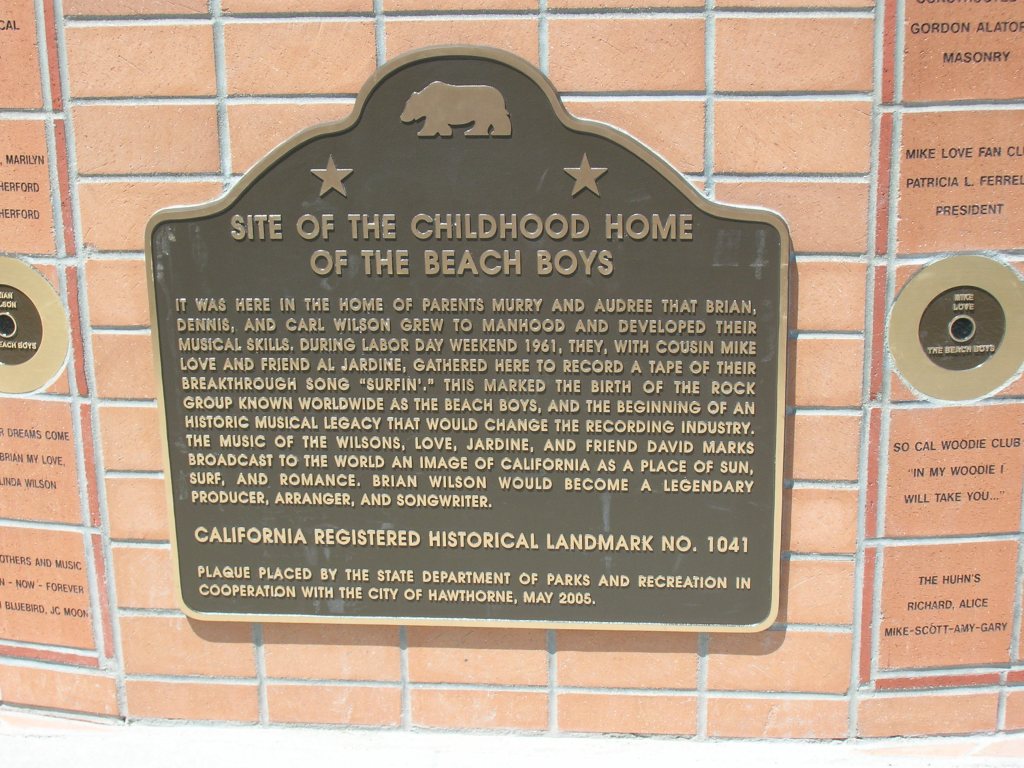 SITE OF THE CHILDHOOD HOME
OF THE BEACH BOYS
IT WAS HERE IN THE HOME OF PARENTS MURRY AND AUDREE THAT BRIAN,
DENNIS, AND CARL WILSON GREW TO MANHOOD AND DEVELOPED THEIR
MUSICAL SKILLS. DURING LABOR DAY WEEKEND 1961, THEY, WITH COUSIN MIKE
LOVE AND FRIEND AL JARDINE, GATHERED HERE TO RECORD A TAPE OF THEIR
BREAKTHROUGH SONG "SURFIN'." THIS MARKED THE BIRTH OF THE ROCK
GROUP KNOWN WORLDWIDE AS THE BEACH BOYS, AND THE BEGINNING OF AN
HISTORIC MUSICAL LEGACY THAT WOULD CHANGE THE RECORDING INDUSTRY.
THE MUSIC OF THE WILSONS, LOVE, JARDINE, AND FRIEND DAVID MARKS
BROADCAST TO THE WORLD AN IMAGE OF CALIFORNIA AS A PLACE OF SUN,
SURF, AND ROMANCE. BRIAN WILSON WOULD BECOME A LEGENDARY
PRODUCER, ARRANGER, AND SONGWRITER.
CALIFORNIA REGISTERED HISTORICAL LANDMARK NO. 1041
PLAQUE PLACED BY THE STATE DEPARTMENT OF PARKS AND RECREATION IN
COOPERATION WITH THE CITY OF HAWTHORNE, MAY 2005.
, MARILYN
DREAMS COME
BRIAN MY LOVE,
LINDA WILSON
OTHERS AND MUSIC
- NOW - FOREVER
BLUEBIRD, JC MOON
BEACH BOYS
GORDON
MASONRY
MIKE LOVE FAN
PATRICIA L.
PRESIDENT
MIKE
LOVE
THE BEACH BOYS
SO CAL WOODIE CLUB
"IN MY WOODIE I
WILL TAKE YOU..."
THE HUHN'S
RICHARD, ALICE
MIKE-SCOTT-AMY-GARY